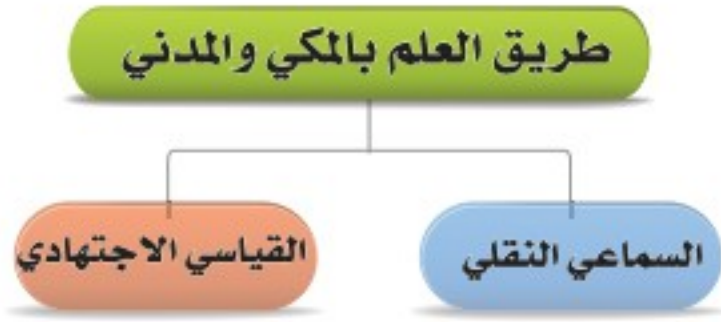 طريق العلم بالمكي والمدني
السماعي النقلي
القياسي الاجتهادي